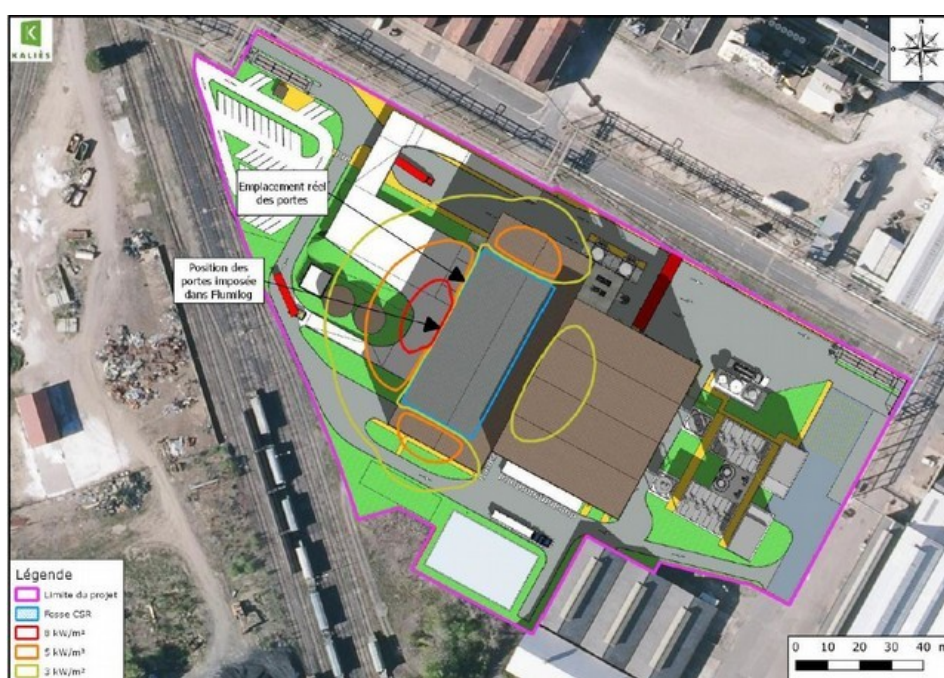 KALIÈS
Emplacement réel
des portes
Position des
portes imposée
dans Flumilog
Légende
Limite du projet
Fosse CSR
8 kW/m²
5 kW/m²
3 kW/m²
0 10 20 30 40 m